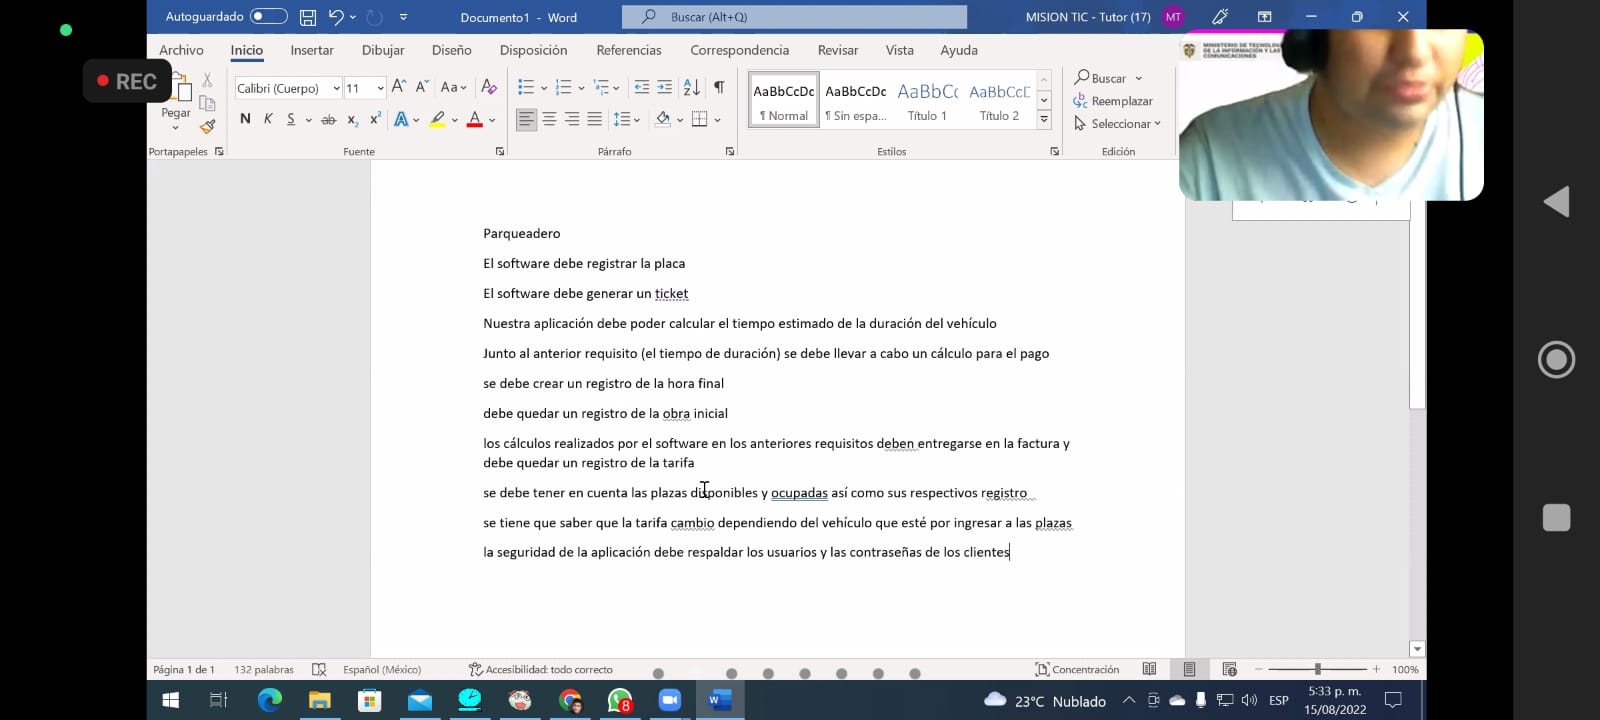 Autoguardado
Documento1 - Word
Buscar (Alt+Q)
MISION TIC - Tutor (17)
MT
Archivo Inicio Insertar Dibujar Diseño Disposición Referencias Correspondencia Revisar Vista Ayuda
REC
MINISTERIO DE TECNOLOGÍAS
DE LA INFORMACIÓN Y LAS
COMUNICACIONES
Pegar
Calibri (Cuerpo) 11
Aa
N K S ab x₂ x² A A
AaBbCcDc AaBbCcDc AaBbCc AaBbCcC
¶ Normal ¶ Sin espa... Título 1 Título 2
Buscar
Reemplazar
Seleccionar
Portapapeles Fuente Párrafo Estilos Edición
Parqueadero
El software debe registrar la placa
El software debe generar un ticket
Nuestra aplicación debe poder calcular el tiempo estimado de la duración del vehículo
Junto al anterior requisito (el tiempo de duración) se debe llevar a cabo un cálculo para el pago
se debe crear un registro de la hora final
debe quedar un registro de la obra inicial
los cálculos realizados por el software en los anteriores requisitos deben entregarse en la factura y
debe quedar un registro de la tarifa
se debe tener en cuenta las plazas disponibles y ocupadas así como sus respectivos registro
se tiene que saber que la tarifa cambio dependiendo del vehículo que esté por ingresar a las plazas
la seguridad de la aplicación debe respaldar los usuarios y las contraseñas de los clientes
Página 1 de 1 132 palabras Español (México) Accesibilidad: todo correcto Concentración 100%
8
23°C Nublado
ESP
5:33 p. m.
15/08/2022